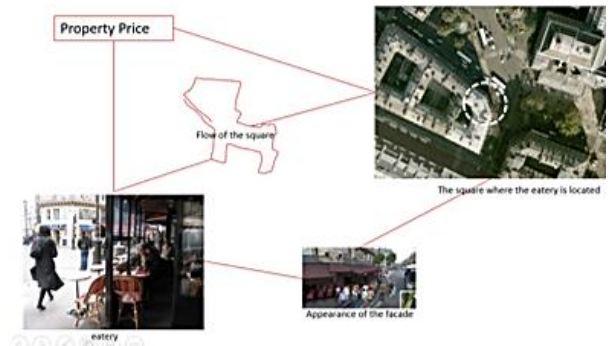 Property Price
Flow of the square
The square where the eatery is located
Appearance of the facade
eatery